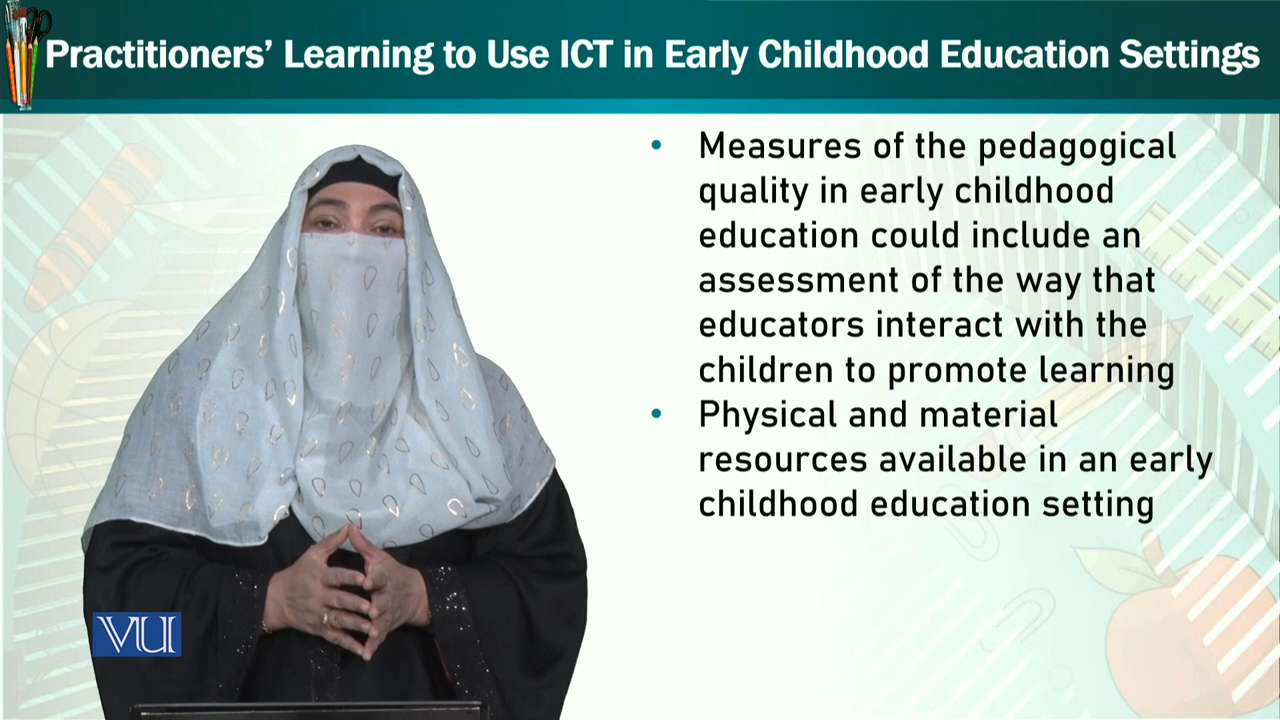 Practitioners' Learning to Use ICT in Early Childhood Education Settings
• Measures of the pedagogical
quality in early childhood
education could include an
assessment of the way that
educators interact with the
children to promote learning
• Physical and material
resources available in an early
childhood education setting
VU